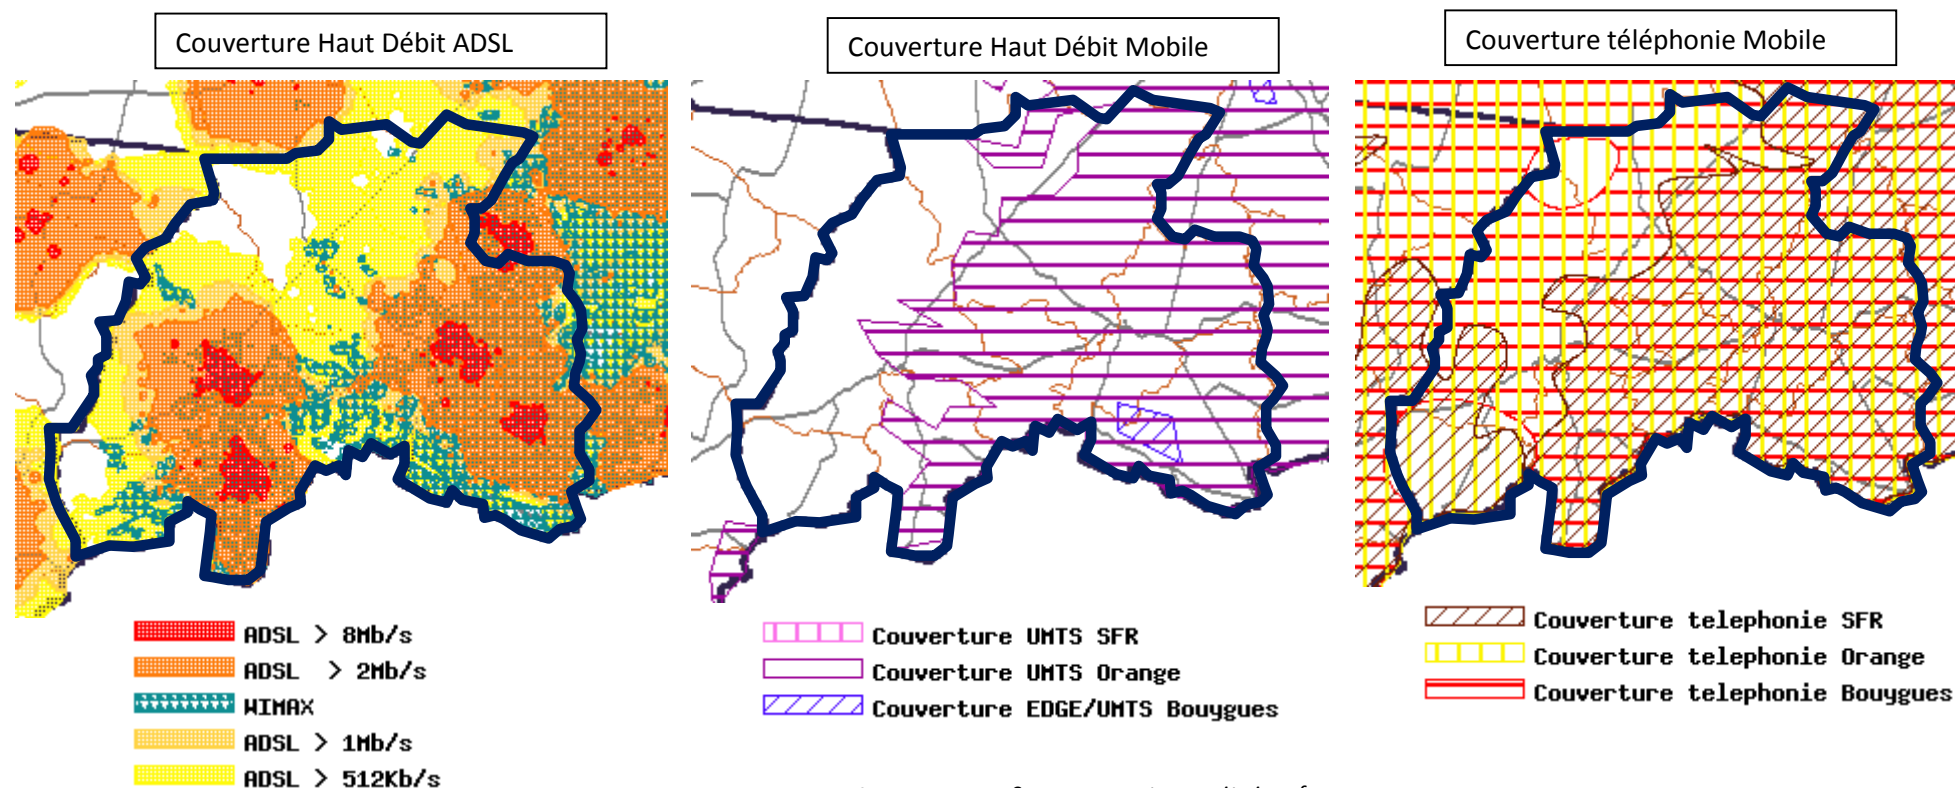 Couverture Haut Débit ADSL
Couverture Haut Débit Mobile
Couverture téléphonie Mobile
ADSL > 8Mb/s
ADSL > 2Mb/s
WIMAX
ADSL > 1Mb/s
ADSL > 512Kb/s
Couverture UMTS SFR
Couverture UMTS Orange
Couverture EDGE/UMTS Bouygues
Couverture telephonie SFR
Couverture telephonie Orange
Couverture telephonie Bouygues